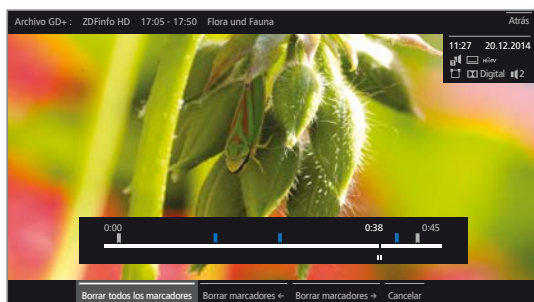 Archivo GD+ : ZDFinfo HD 17:05 - 17:50 Flora und Fauna Atrás
11:27 20.12.2014
Digital 2
0:00 0:38 0:45
Borrar todos los marcadores Borrar marcadores ← Borrar marcadores → Cancelar